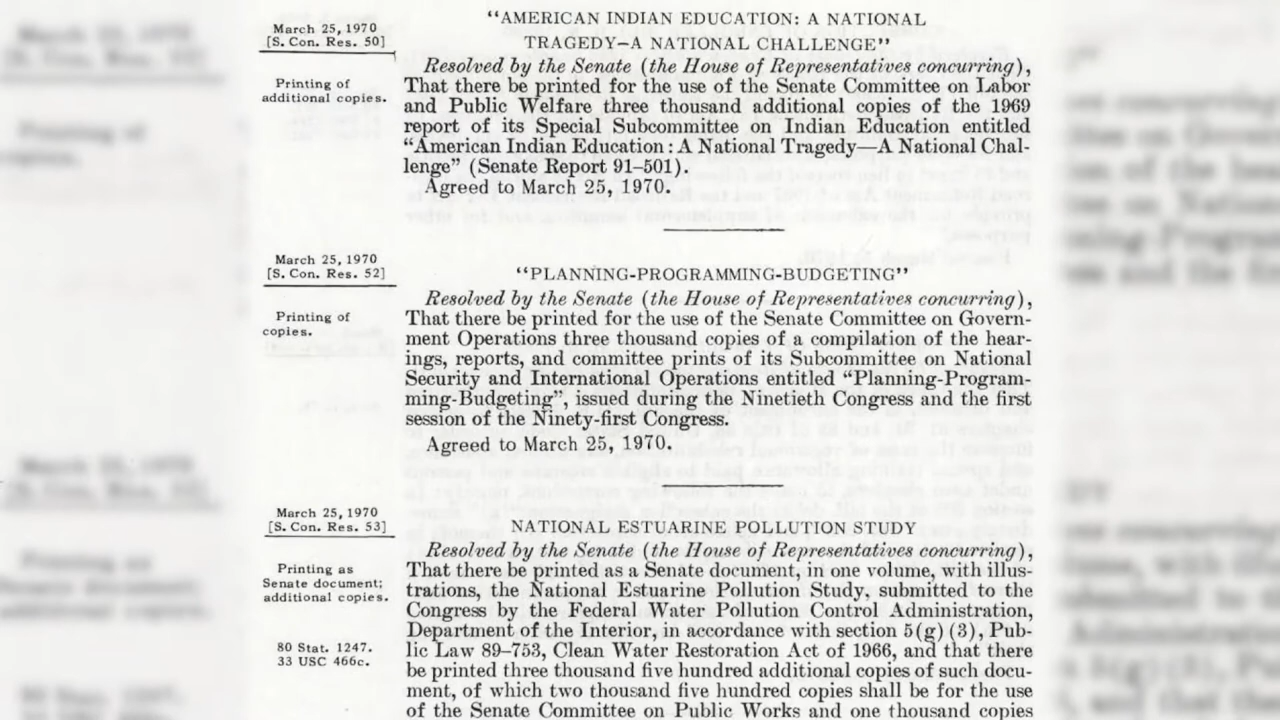 "AMERICAN INDIAN EDUCATION: A NATIONAL
TRAGEDY—A NATIONAL CHALLENGE"
March 25, 1970
[S. Con. Res. 50]
Printing of
additional copies.
Resolved by the Senate (the House of Representatives concurring),
That there be printed for the use of the Senate Committee on Labor
and Public Welfare three thousand additional copies of the 1969
report of its Special Subcommittee on Indian Education entitled
"American Indian Education: A National Tragedy—A National Chal-
lenge" (Senate Report 91–501).
Agreed to March 25, 1970.
March 25, 1970
[S. Con. Res. 52]
"PLANNING-PROGRAMMING-BUDGETING"
Printing of
copies.
Resolved by the Senate (the House of Representatives concurring),
That there be printed for the use of the Senate Committee on Govern-
ment Operations three thousand copies of a compilation of the hear-
ings, reports, and committee prints of its Subcommittee on National
Security and International Operations entitled "Planning-Program-
ming-Budgeting", issued during the Ninetieth Congress and the first
session of the Ninety-first Congress.
Agreed to March 25, 1970.
March 25, 1970
[S. Con. Res. 53]
NATIONAL ESTUARINE POLLUTION STUDY
Printing as
Senate document;
additional copies.
80 Stat. 1247.
33 USC 466c.
Resolved by the Senate (the House of Representatives concurring),
That there be printed as a Senate document, in one volume, with illus-
trations, the National Estuarine Pollution Study, submitted to the
Congress by the Federal Water Pollution Control Administration,
Department of the Interior, in accordance with section 5(g)(3), Pub-
lic Law 89–753, Clean Water Restoration Act of 1966, and that there
be printed three thousand five hundred additional copies of such docu-
ment, of which two thousand five hundred copies shall be for the use
of the Senate Committee on Public Works and one thousand copies